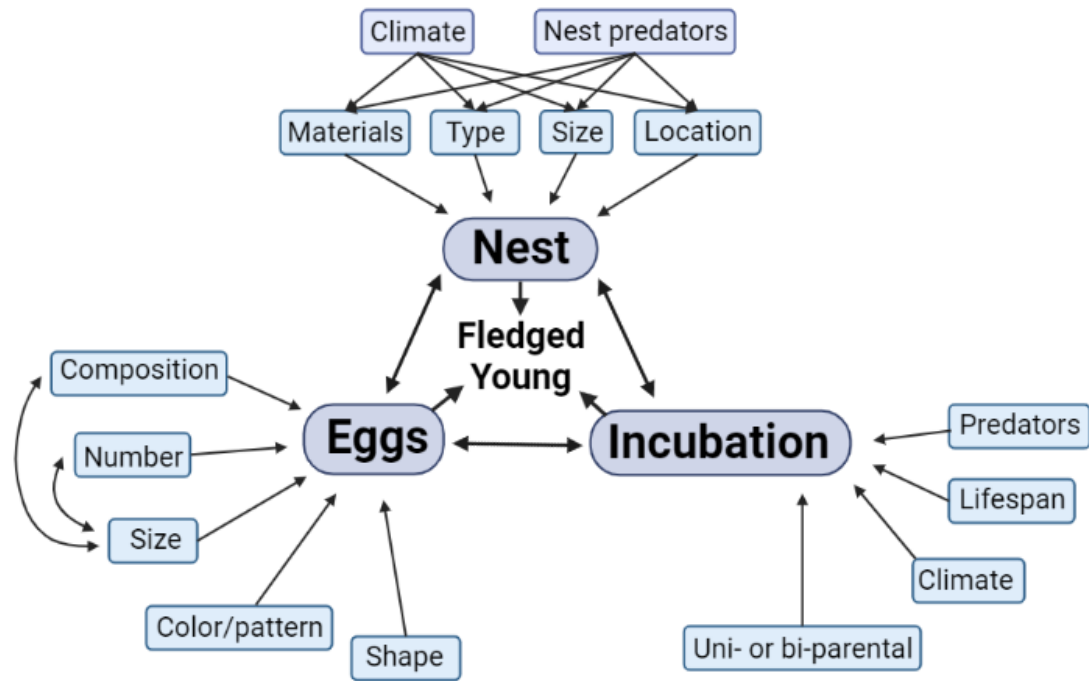 Climate
Nest predators
Materials
Type
Size
Location
Nest
Fledged
Young
Composition
Number
Size
Color/pattern
Shape
Eggs
Incubation
Predators
Lifespan
Climate
Uni- or bi-parental